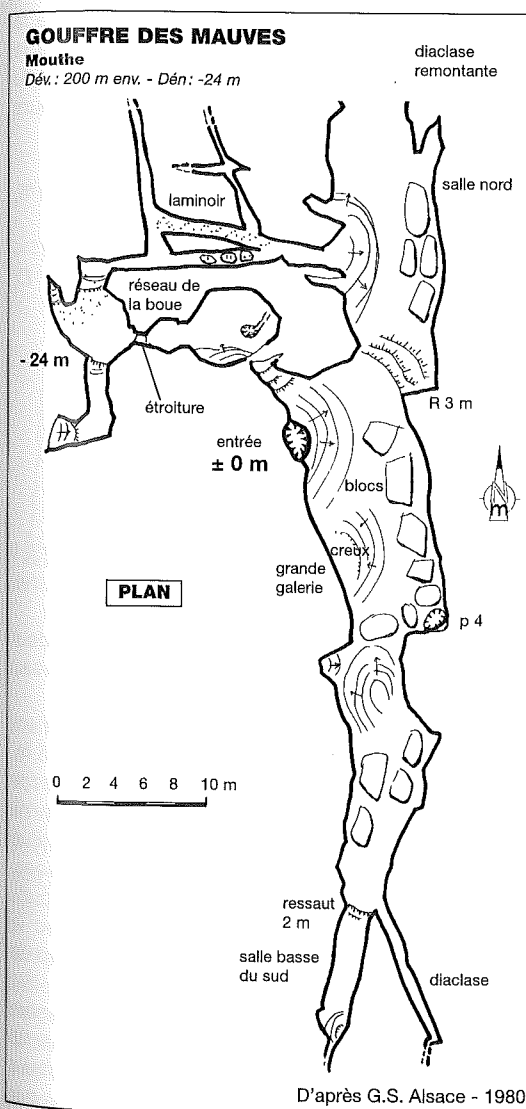 GOUFFRE DES MAUVES
Mouthe
Dév.: 200 m env. - Dén: -24 m
diaclase
remontante
salle nord
laminoir
réseau de
la boue
- 24 m
étroiture
R 3 m
entrée
± 0 m
blocs
m
creux
grande
galerie
PLAN
p 4
0 2 4 6 8 10 m
ressaut
2 m
salle basse
du sud
diaclase
D'après G.S. Alsace - 1980